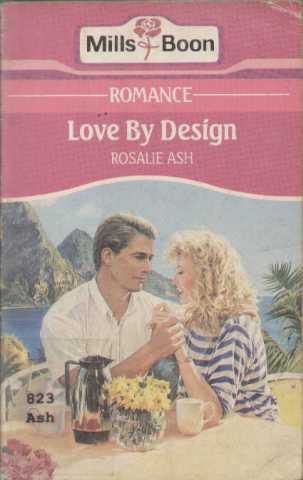 Mills Boon
ROMANCE
Love By Design
ROSALIE ASH
823
Ash